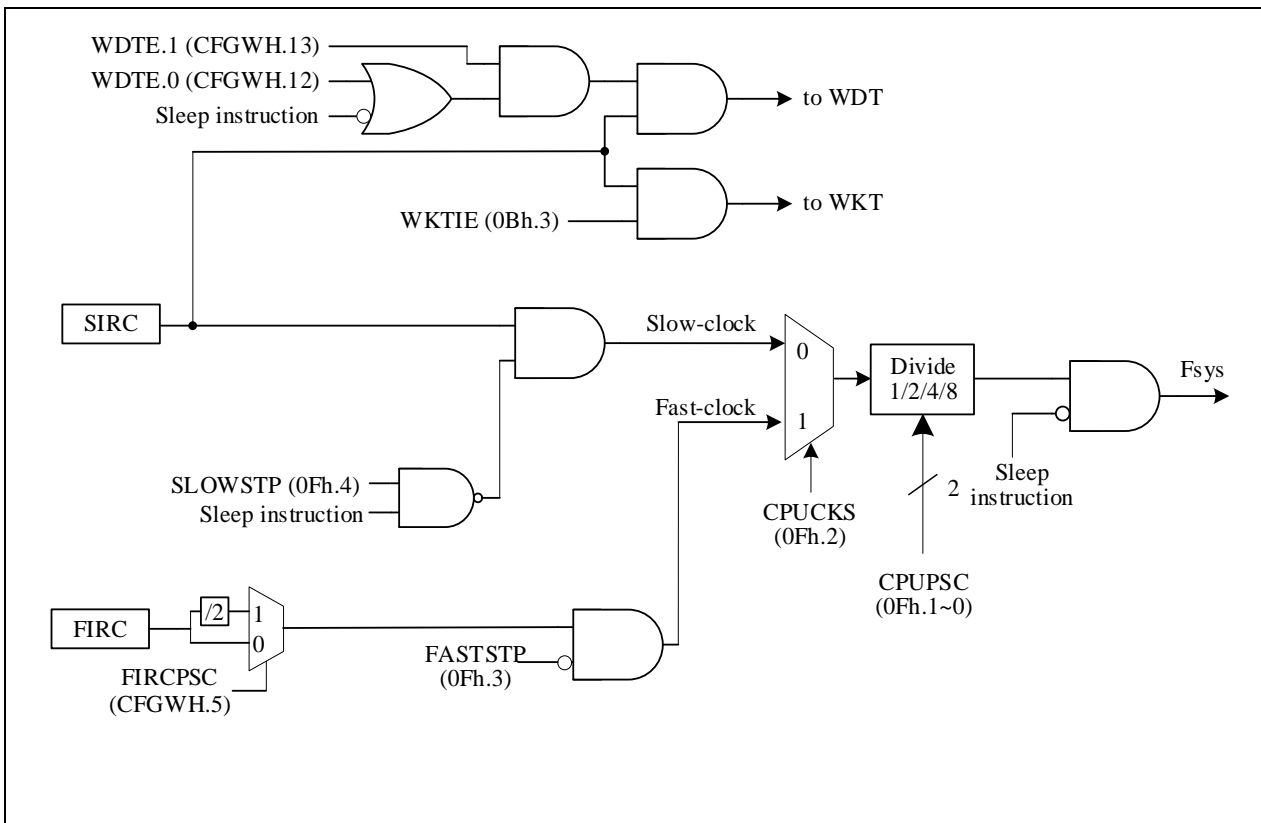 WDTE.1 (CFGWH.13)
WDTE.0 (CFGWH.12)
Sleep instruction
to WDT
to WKT
WKTIE (0Bh.3)
SIRC
Slow-clock
0
Divide
1/2/4/8
Fsys
Fast-clock
1
SLOWSTP (0Fh.4)
Sleep instruction
CPUCKS
(0Fh.2)
2
Sleep
instruction
CPUPSC
(0Fh.1~0)
FIRC
/2
1
0
FIRCPSC
(CFGWH.5)
FASTSTP
(0Fh.3)